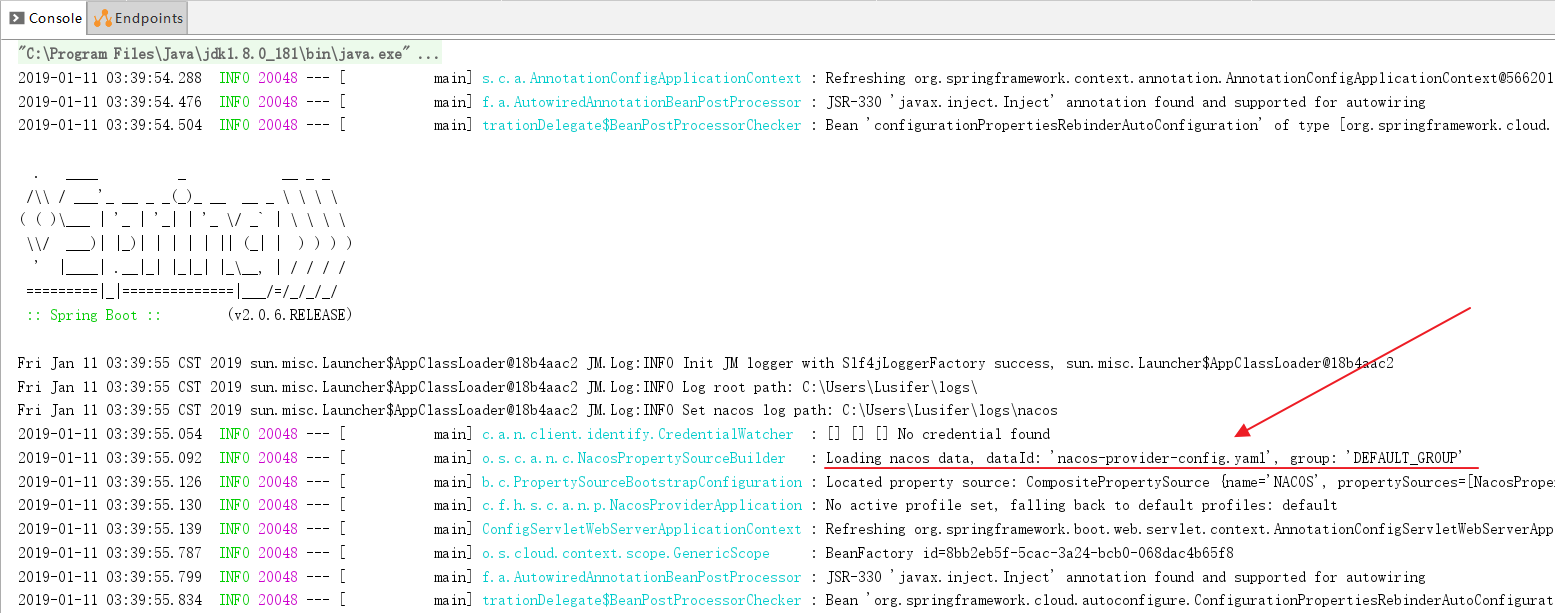 Console Endpoints
"C:\Program Files\Java\jdk1.8.0_181\bin\java.exe" ...
2019-01-11 03:39:54.288  INFO 20048 --- [           main] s.c.a.AnnotationConfigApplicationContext : Refreshing org.springframework.context.annotation.AnnotationConfigApplicationContext@566201
2019-01-11 03:39:54.476  INFO 20048 --- [           main] f.a.AutowiredAnnotationBeanPostProcessor : JSR-330 'javax.inject.Inject' annotation found and supported for autowiring
2019-01-11 03:39:54.504  INFO 20048 --- [           main] trationDelegate$BeanPostProcessorChecker : Bean 'configurationPropertiesRebinderAutoConfiguration' of type [org.springframework.cloud.
  .   ____          _            __ _ _
 /\\ / ___'_ __ _ _(_)_ __  __ _ \ \ \ \
( ( )\___ | '_ | '_| | '_ \/ _` | \ \ \ \
 \\/  ___)| |_)| | | | | || (_| |  ) ) ) )
  '  |____| .__|_| |_|_| |_\__, | / / / /
 =========|_|==============|___/=/_/_/_/
 :: Spring Boot ::        (v2.0.6.RELEASE)
Fri Jan 11 03:39:55 CST 2019 sun.misc.Launcher$AppClassLoader@18b4aac2 JM.Log:INFO Init JM logger with Slf4jLoggerFactory success, sun.misc.Launcher$AppClassLoader@18b4aac2
Fri Jan 11 03:39:55 CST 2019 sun.misc.Launcher$AppClassLoader@18b4aac2 JM.Log:INFO Log root path: C:\Users\Lusifer\logs\
Fri Jan 11 03:39:55 CST 2019 sun.misc.Launcher$AppClassLoader@18b4aac2 JM.Log:INFO Set nacos log path: C:\Users\Lusifer\logs\nacos
2019-01-11 03:39:55.054  INFO 20048 --- [           main] c.a.n.client.identify.CredentialWatcher  : [] [] [] No credential found
2019-01-11 03:39:55.092  INFO 20048 --- [           main] o.s.c.a.n.c.NacosPropertySourceBuilder   : Loading nacos data, dataId: 'nacos-provider-config.yaml', group: 'DEFAULT_GROUP'
2019-01-11 03:39:55.126  INFO 20048 --- [           main] b.c.PropertySourceBootstrapConfiguration : Located property source: CompositePropertySource {name='NACOS', propertySources=[NacosPrope
2019-01-11 03:39:55.130  INFO 20048 --- [           main] c.f.h.s.c.a.n.p.NacosProviderApplication : No active profile set, falling back to default profiles: default
2019-01-11 03:39:55.139  INFO 20048 --- [           main] ConfigServletWebServerApplicationContext : Refreshing org.springframework.boot.web.servlet.context.AnnotationConfigServletWebServerApp
2019-01-11 03:39:55.787  INFO 20048 --- [           main] o.s.cloud.context.scope.GenericScope     : BeanFactory id=8bb2eb5f-5cac-3a24-bcb0-068dac4b65f8
2019-01-11 03:39:55.799  INFO 20048 --- [           main] f.a.AutowiredAnnotationBeanPostProcessor : JSR-330 'javax.inject.Inject' annotation found and supported for autowiring
2019-01-11 03:39:55.834  INFO 20048 --- [           main] trationDelegate$BeanPostProcessorChecker : Bean 'org.springframework.cloud.autoconfigure.ConfigurationPropertiesRebinderAutoConfigurat